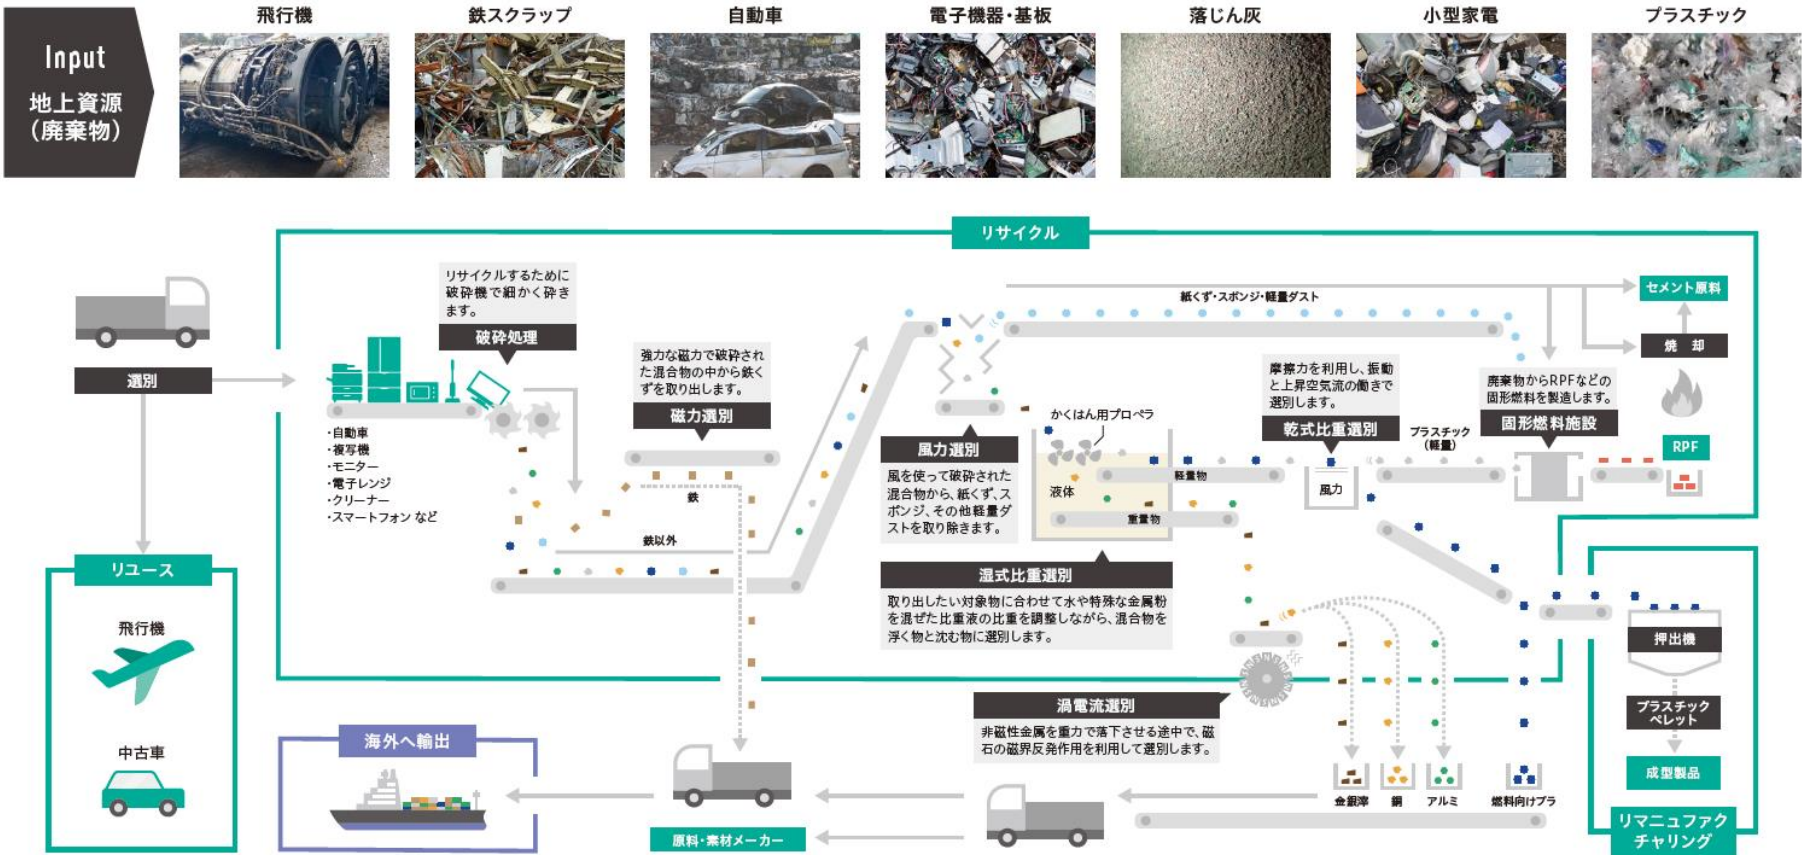 Input
地上資源
（廃棄物）
飛行機
鉄スクラップ
自動車
電子機器・基板
落じん灰
小型家電
プラスチック
リサイクル
選別
リサイクルするために
破砕機で細かく砕き
ます。
破砕処理
・自動車
・複写機
・モニター
・電子レンジ
・クリーナー
・スマートフォン など
強力な磁力で破砕され
た混合物の中から鉄く
ずを取り出します。
磁力選別
鉄
鉄以外
紙くず・スポンジ・軽量ダスト
風力選別
風を使って破砕された
混合物から、紙くず、ス
ポンジ、その他軽量ダ
ストを取り除きます。
かくはん用プロペラ
液体
軽量物
重量物
湿式比重選別
取り出したい対象物に合わせて水や特殊な金属粉
を混ぜた比重液の比重を調整しながら、混合物を
浮く物と沈む物に選別します。
摩擦力を利用し、振動
と上昇空気流の働きで
選別します。
乾式比重選別
風力
プラスチック
（軽量）
廃棄物からRPFなどの
固形燃料を製造します。
固形燃料施設
セメント原料
焼 却
RPF
渦電流選別
非磁性金属を重力で落下させる途中で、磁
石の磁界反発作用を利用して選別します。
金銀滓
銅
アルミ
燃料向けプラ
押出機
プラスチック
ペレット
成型製品
リマニュファク
チャリング
リユース
飛行機
中古車
海外へ輸出
原料・素材メーカー